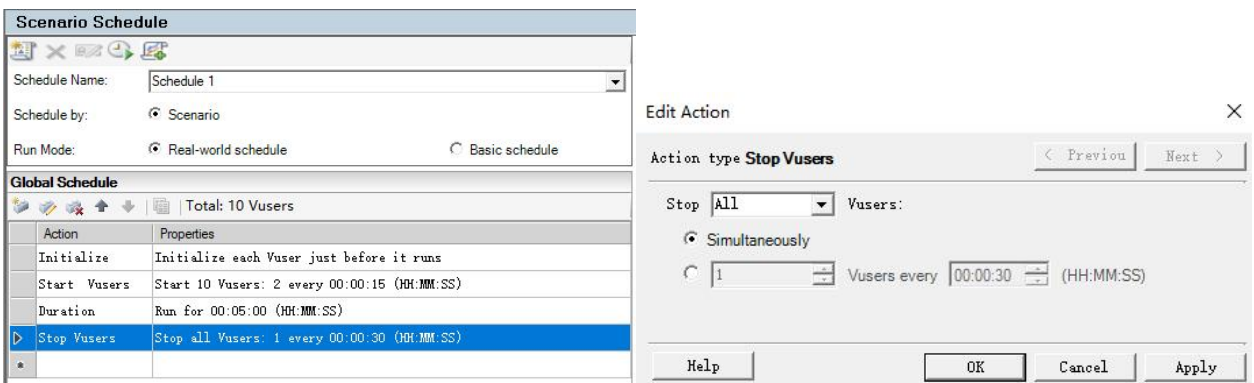 Scenario Schedule
Schedule Name: Schedule 1
Schedule by: Scenario
Run Mode: Real-world schedule Basic schedule
Global Schedule
Total: 10 Vusers
Action Properties
Initialize Initialize each Vuser just before it runs
Start Vusers Start 10 Vusers: 2 every 00:00:15 (HH:MM:SS)
Duration Run for 00:05:00 (HH:MM:SS)
Stop Vusers Stop all Vusers: 1 every 00:00:30 (HH:MM:SS)
Edit Action
Action type Stop Vusers < Previou Next >
Stop All Vusers:
Simultaneously
1 Vusers every 00:00:30 (HH:MM:SS)
Help OK Cancel Apply